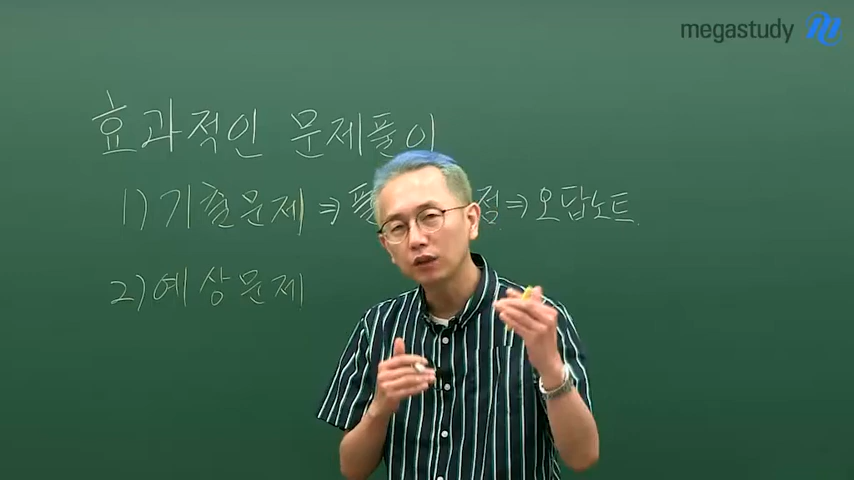 megastudy
효과적인 문제풀이
1) 기출문제 ⇒ ⇒ 오답노트.
2) 예상문제